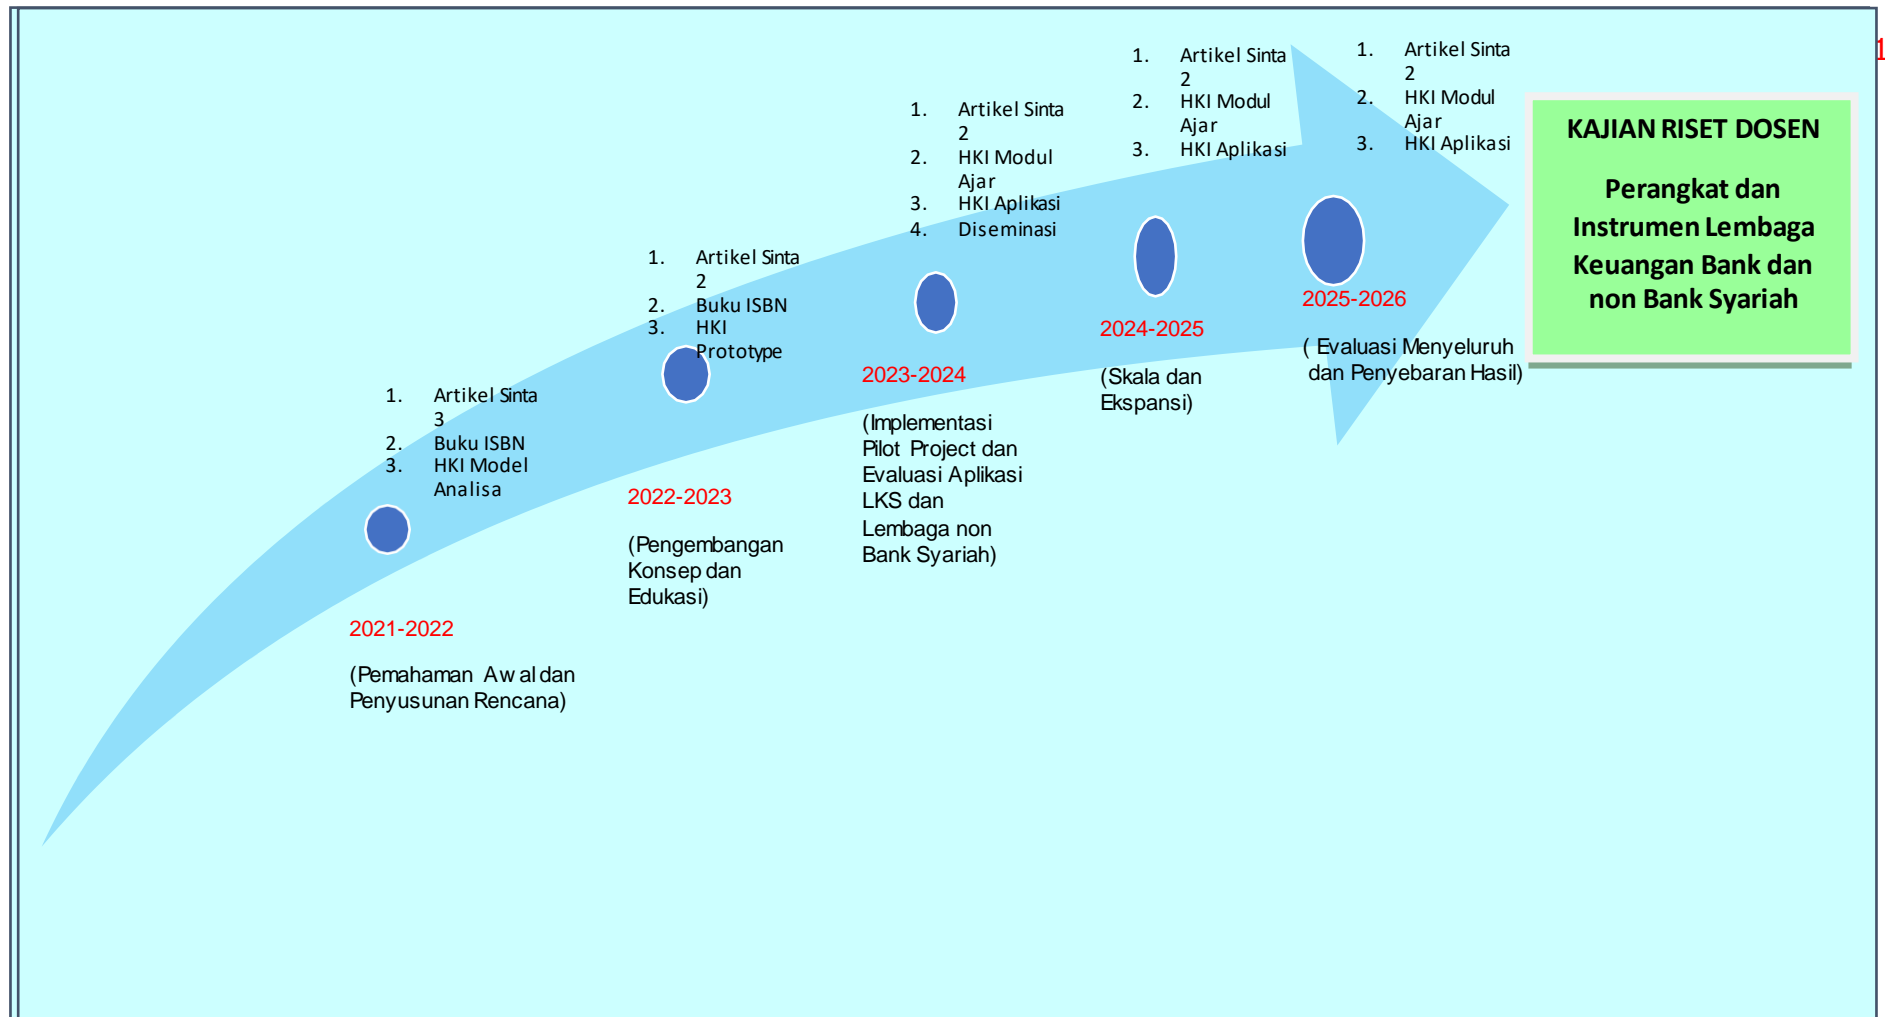 1. Artikel Sinta
3
2. Buku ISBN
3. HKI Model
Analisa
2021-2022
(Pemahaman Awal dan
Penyusunan Rencana)
1. Artikel Sinta
2
2. Buku ISBN
3. HKI
Prototype
2022-2023
(Pengembangan
Konsep dan
Edukasi)
1. Artikel Sinta
2
2. HKI Modul
Ajar
3. HKI Aplikasi
4. Diseminasi
2023-2024
(Implementasi
Pilot Project dan
Evaluasi Aplikasi
LKS dan
Lembaga non
Bank Syariah)
1. Artikel Sinta
2
2. HKI Modul
Ajar
3. HKI Aplikasi
2024-2025
(Skala dan
Ekspansi)
1. Artikel Sinta
2
2. HKI Modul
Ajar
3. HKI Aplikasi
2025-2026
( Evaluasi Menyeluruh
dan Penyebaran Hasil)
KAJIAN RISET DOSEN
Perangkat dan
Instrumen Lembaga
Keuangan Bank dan
non Bank Syariah
1